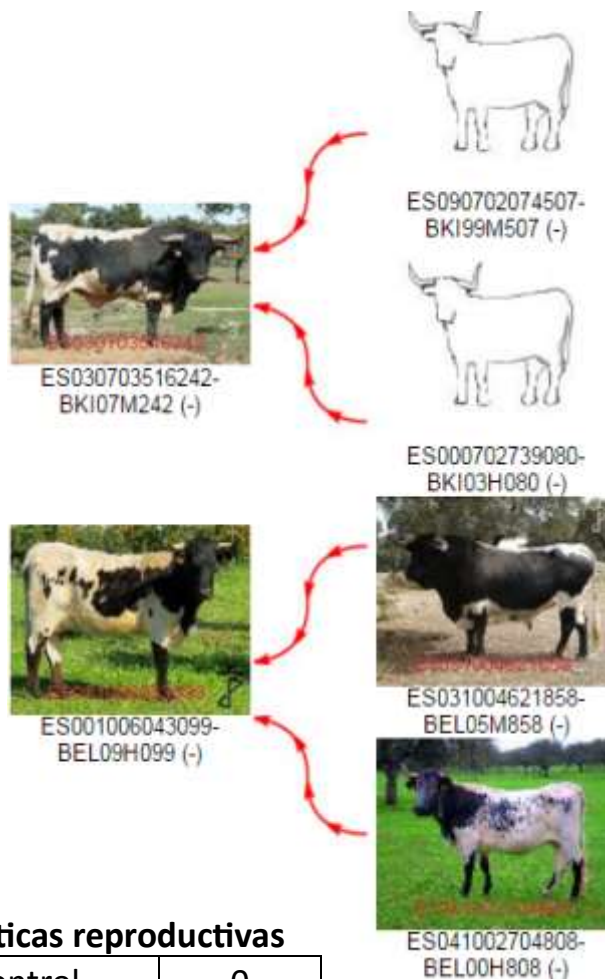 ES090702074507-
BKI99M507 (-)
ES030703516242-
BKI07M242 (-)
ES000702739080-
BKI03H080 (-)
ES001006043099-
BEL09H099 (-)
ES031004621858-
BEL05M858 (-)
ES041002704808-
BEL00H808 (-)
ticas reproductivas
ntrol
0